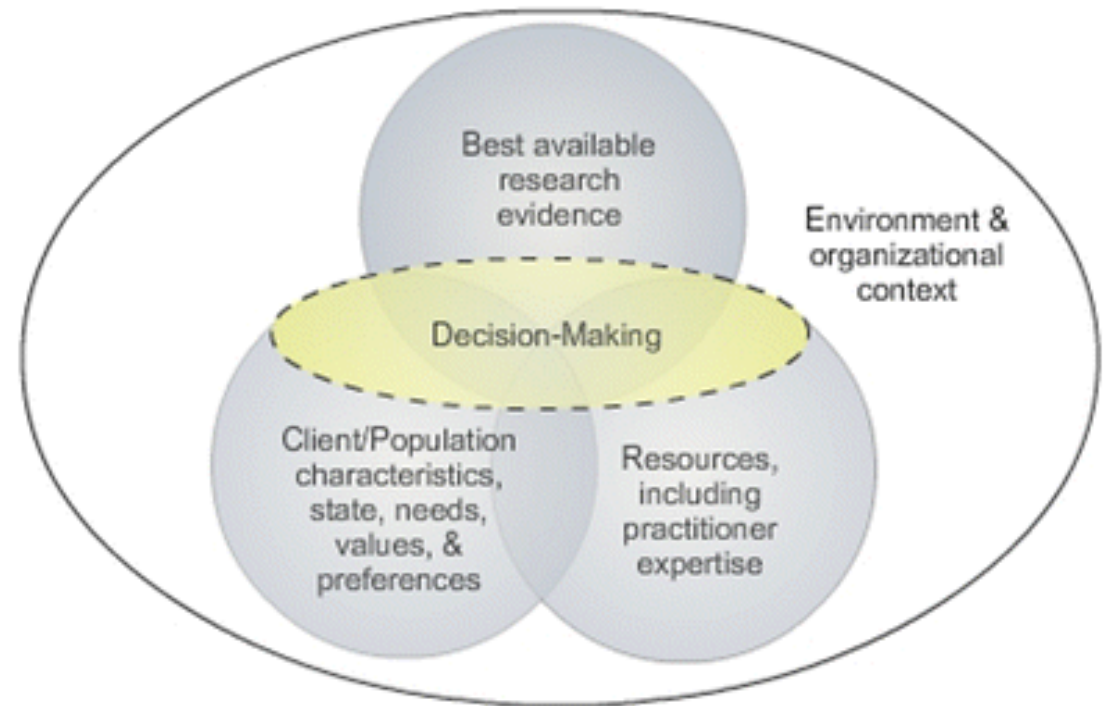 Best available
research
evidence
Environment &
organizational
context
Decision-Making
Client/Population
characteristics,
state, needs,
values, &
preferences
Resources,
including
practitioner
expertise